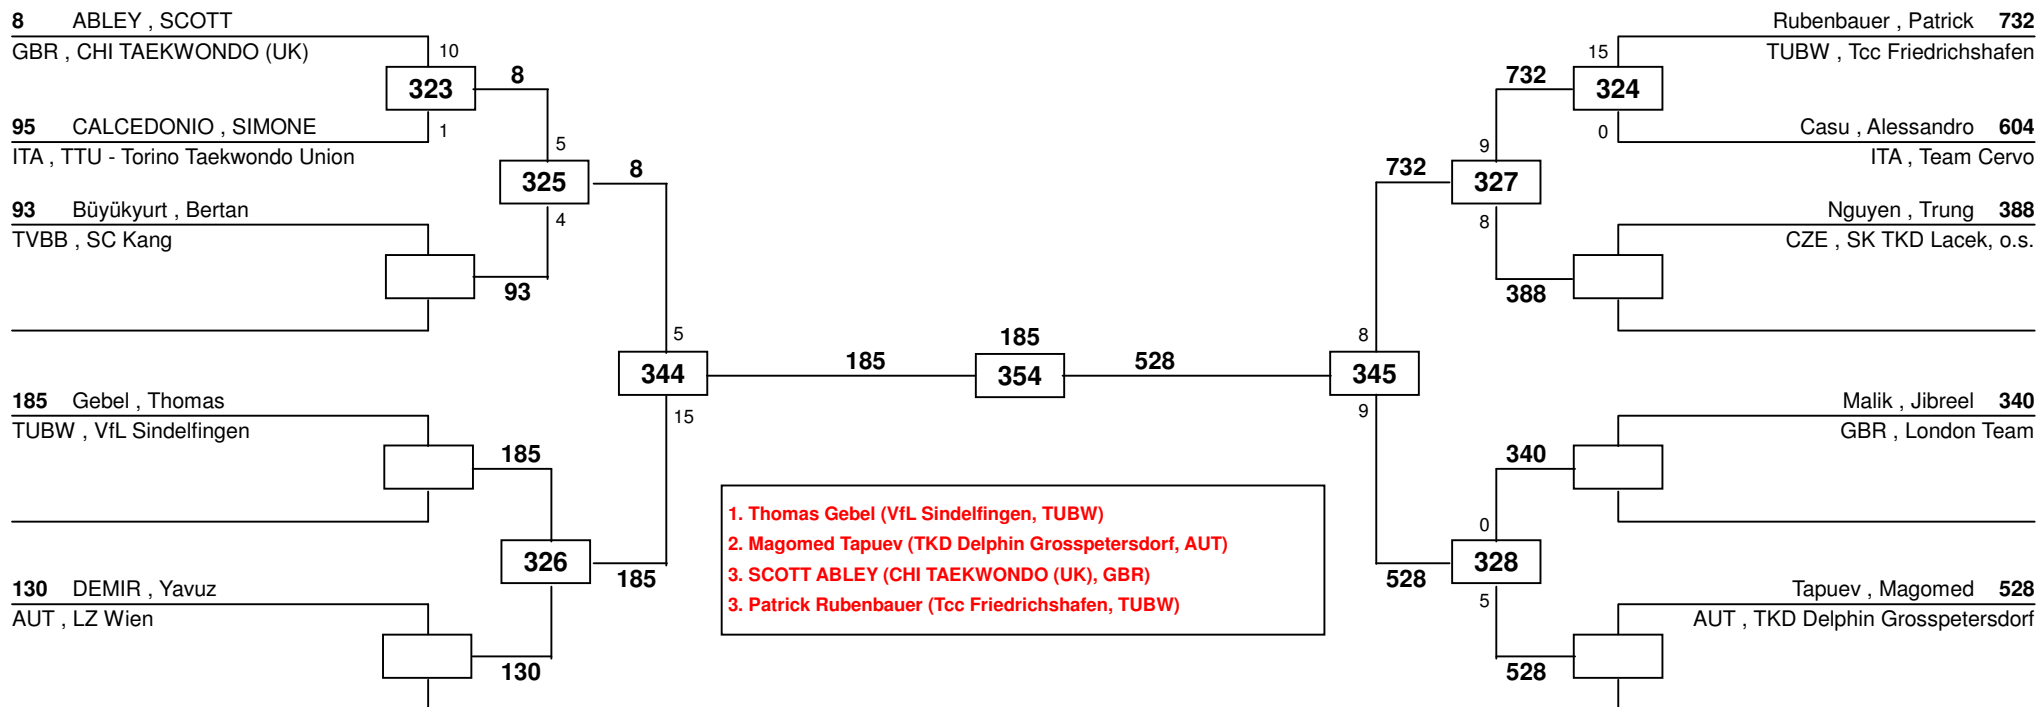 8 ABLEY , SCOTT
GBR , CHI TAEKWONDO (UK)
10
323
8
1
95 CALCEDONIO , SIMONE
ITA , TTU - Torino Taekwondo Union
5
325
8
4
93 Büyükyurt , Bertan
TVBB , SC Kang
93
5
344
185
15
185 Gebel , Thomas
TUBW , VfL Sindelfingen
185
326
185
130 DEMIR , Yavuz
AUT , LZ Wien
130
185
354
528
1. Thomas Gebel (VfL Sindelfingen, TUBW)
2. Magomed Tapuev (TKD Delphin Grosspetersdorf, AUT)
3. SCOTT ABLEY (CHI TAEKWONDO (UK), GBR)
3. Patrick Rubenbauer (Tcc Friedrichshafen, TUBW)
Rubenbauer , Patrick 732
TUBW , Tcc Friedrichshafen
15
732
324
0
Casu , Alessandro 604
ITA , Team Cervo
9
732
327
8
Nguyen , Trung 388
CZE , SK TKD Lacek, o.s.
388
8
345
9
Malik , Jibreel 340
GBR , London Team
340
0
328
528
5
Tapuev , Magomed 528
AUT , TKD Delphin Grosspetersdorf
528